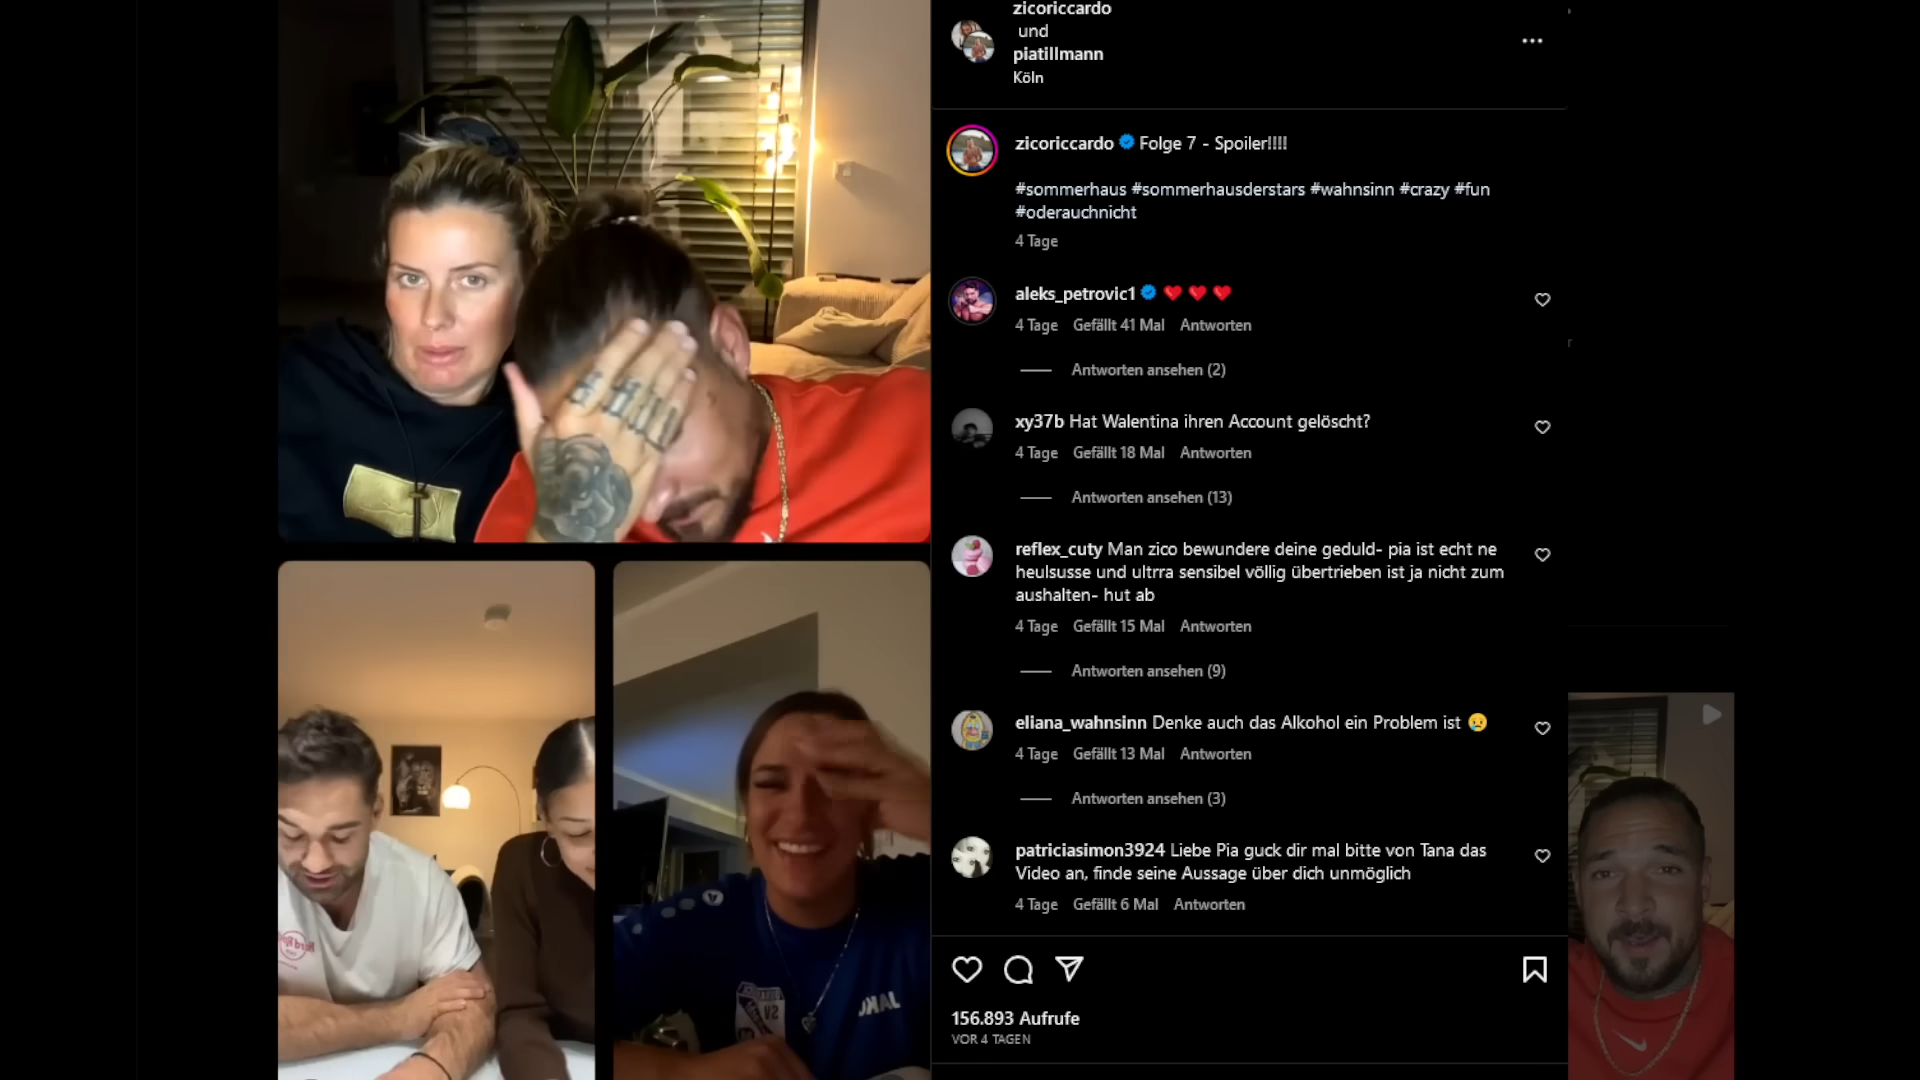 zicoriccardo
und
piatillmann
Köln
zicoriccardo Folge 7 - Spoiler!!!!
#sommerhaus #sommerhausderstars #wahnsinn #crazy #fun
#oderauchnicht
4 Tage
aleks_petrovic1 ❤️ ❤️ ❤️
4 Tage Gefällt 41 Mal Antworten
Antworten ansehen (2)
xy37b Hat Walentina ihren Account gelöscht?
4 Tage Gefällt 18 Mal Antworten
Antworten ansehen (13)
reflex_cuty Man zico bewundere deine geduld- pia ist echt ne
heulsusse und ultrra sensibel völlig übertrieben ist ja nicht zum
aushalten- hut ab
4 Tage Gefällt 15 Mal Antworten
Antworten ansehen (9)
eliana_wahnsinn Denke auch das Alkohol ein Problem ist 😢
4 Tage Gefällt 13 Mal Antworten
Antworten ansehen (3)
patriciasimon3924 Liebe Pia guck dir mal bitte von Tana das
Video an, finde seine Aussage über dich unmöglich
4 Tage Gefällt 6 Mal Antworten
156.893 Aufrufe
VOR 4 TAGEN
JAKO
SV